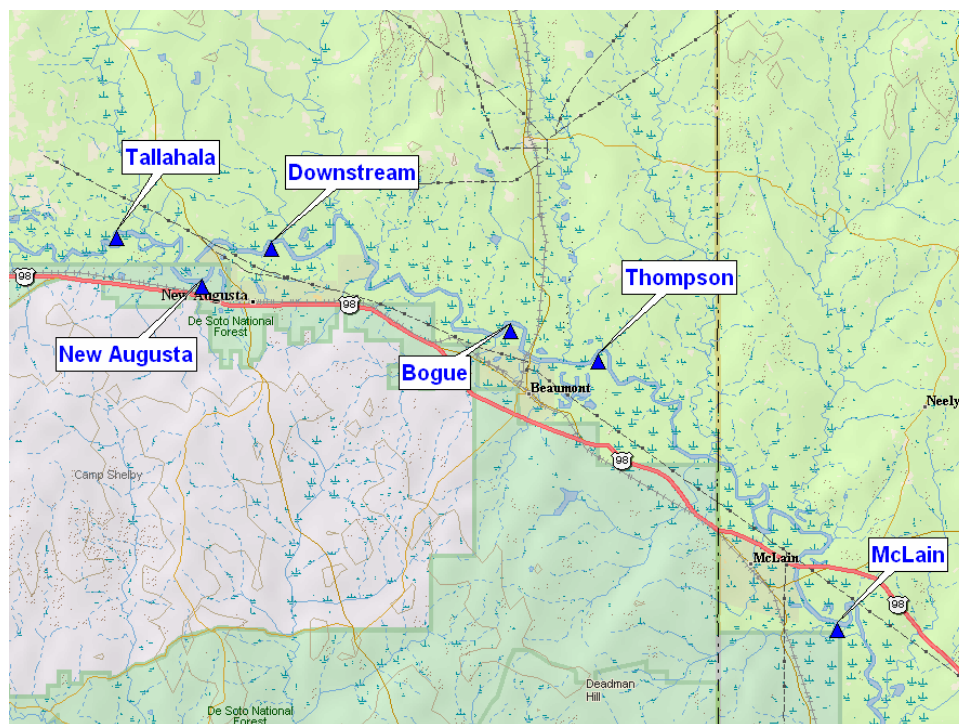 Tallahala
Downstream
Thompson
98
New Augusta
98
De Soto National
Forest
New Augusta
Bogue
Beaumont
Neely
98
Camp Shelby
McLain
McLain
98
Deadman
Hill
De Soto National
Forest